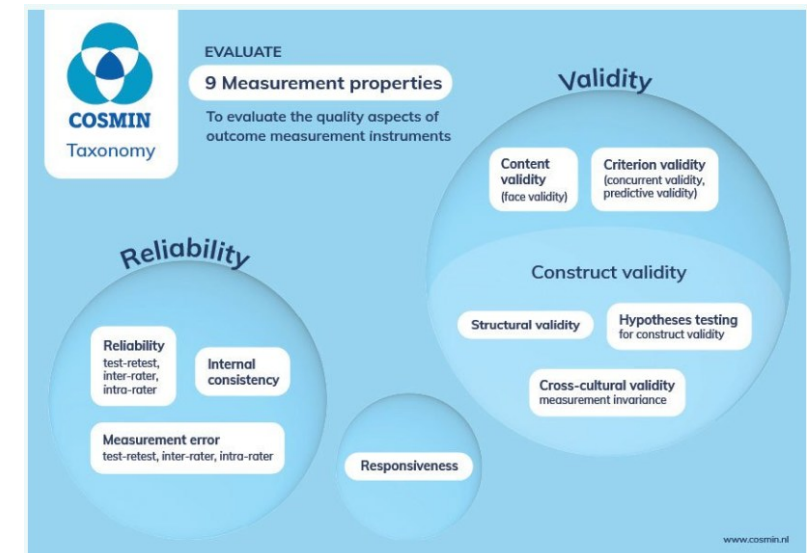 COSMIN
Taxonomy
EVALUATE
9 Measurement properties
To evaluate the quality aspects of
outcome measurement instruments
Reliability
Reliability
test-retest,
inter-rater,
intra-rater
Internal
consistency
Measurement error
test-retest, inter-rater, intra-rater
Responsiveness
Validity
Content
validity
(face validity)
Criterion validity
(concurrent validity,
predictive validity)
Construct validity
Structural validity
Hypotheses testing
for construct validity
Cross-cultural validity
measurement invariance
www.cosmin.nl